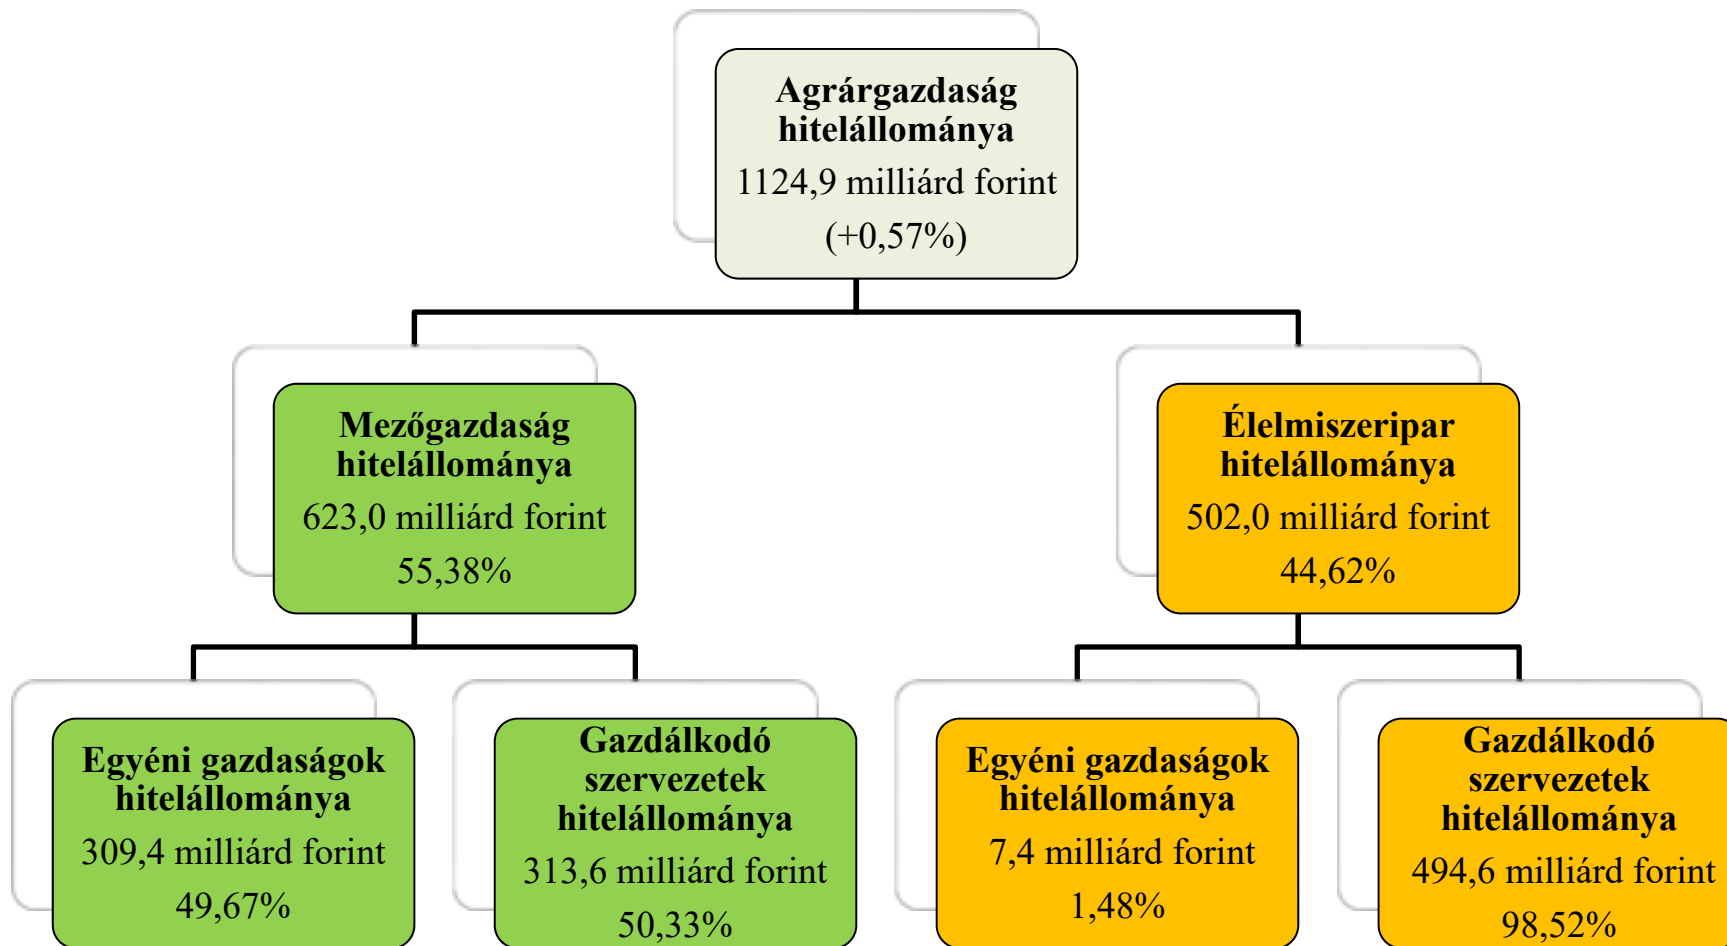 Agrárgazdaság
hitelállománya
1124,9 milliárd forint
(+0,57%)
Mezőgazdaság
hitelállománya
623,0 milliárd forint
55,38%
Élelmiszeripar
hitelállománya
502,0 milliárd forint
44,62%
Egyéni gazdaságok
hitelállománya
309,4 milliárd forint
49,67%
Gazdálkodó
szervezetek
hitelállománya
313,6 milliárd forint
50,33%
Egyéni gazdaságok
hitelállománya
7,4 milliárd forint
1,48%
Gazdálkodó
szervezetek
hitelállománya
494,6 milliárd forint
98,52%